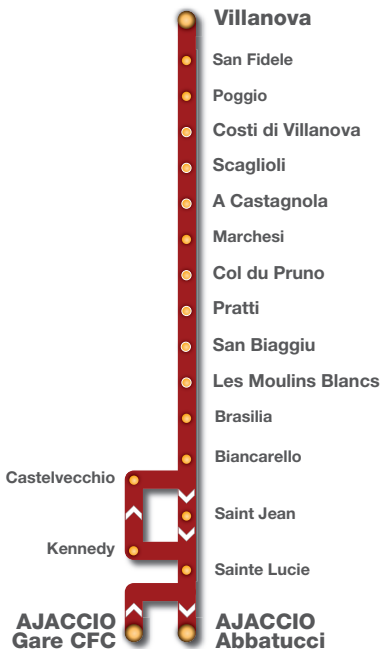 Villanova
San Fidele
Poggio
Costi di Villanova
Scaglioli
A Castagnola
Marchesi
Col du Pruno
Pratti
San Biaggiu
Les Moulins Blancs
Brasilia
Biancarello
Castelvecchio
Saint Jean
Kennedy
Sainte Lucie
AJACCIO
Gare CFC
AJACCIO
Abbatucci